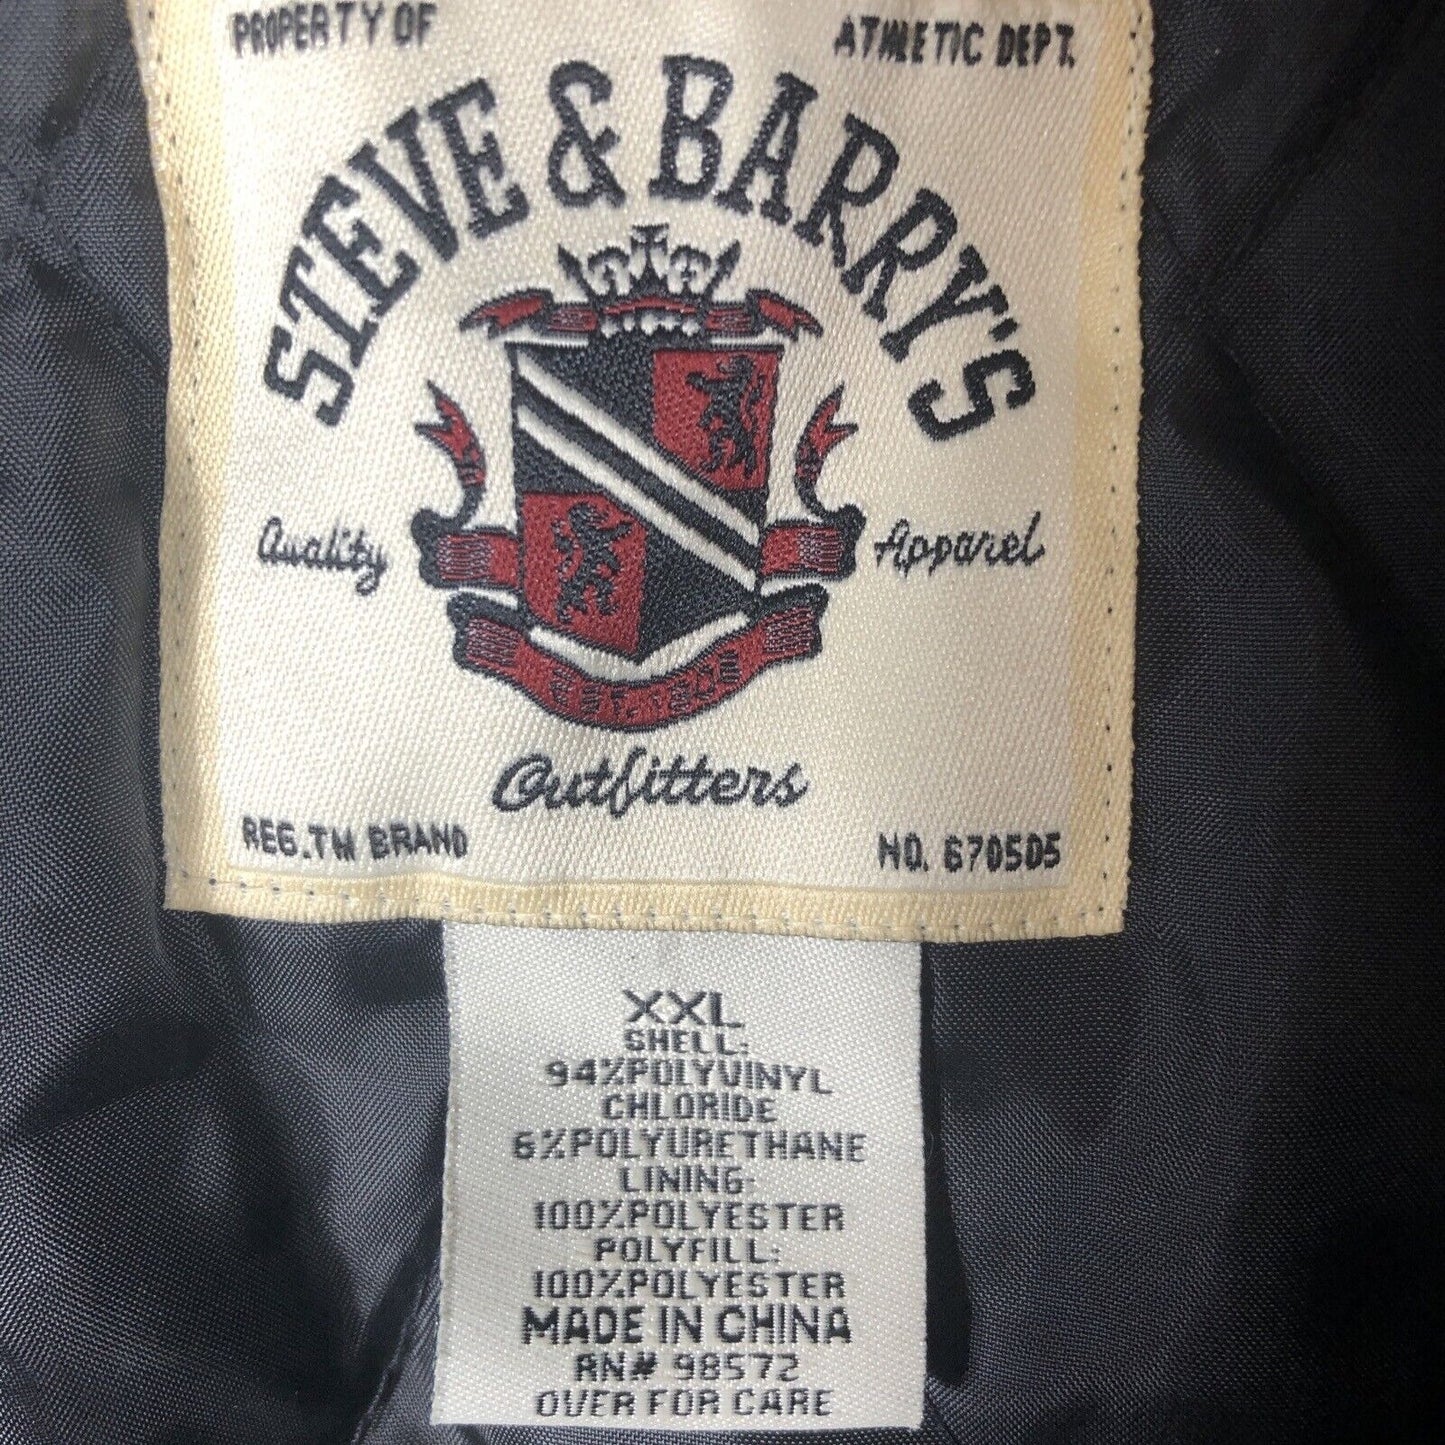 PROPERTY OF ATHLETIC DEPT.
STEVE & BARRY'S
Quality Apparel
Outfitters
REG. TM BRAND NO. 670505
XXL
SHELL:
94%POLYVINYL
CHLORIDE
6%POLYURETHANE
LINING:
100%POLYESTER
POLYFILL:
100%POLYESTER
MADE IN CHINA
RN# 98572
OVER FOR CARE